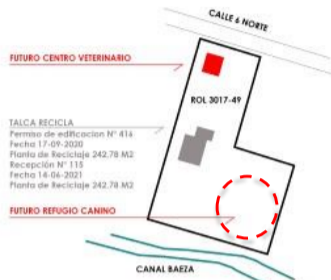 CALLE 6 NORTE
FUTURO CENTRO VETERINARIO
ROL 3017-49
TALCA RECICLA
Permiso de edificacion N° 414
Fecha 17-09-2020
Planta de Reciclaje 242.78 M2
Recepción N° 115
Fecha 14-06-2021
Planta de Reciclaje 242.78 M2
FUTURO REFUGIO CANINO
CANAL BAEZA